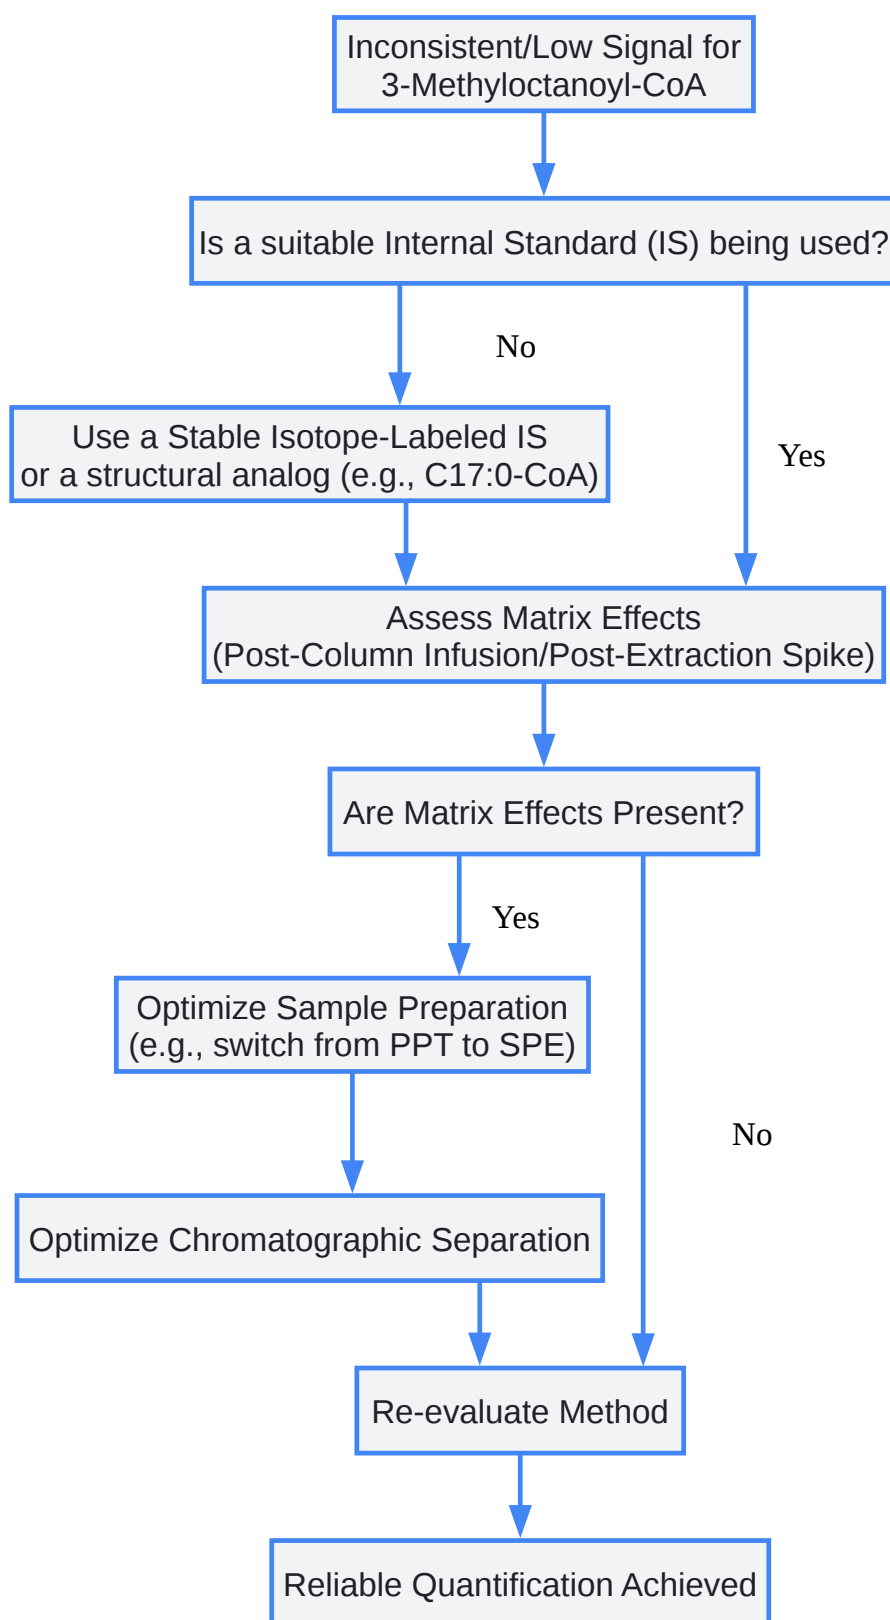 Inconsistent/Low Signal for
3-Methyloctanoyl-CoA
Is a suitable Internal Standard (IS) being used?
No
Use a Stable Isotope-Labeled IS
or a structural analog (e.g., C17:0-CoA)
Yes
Assess Matrix Effects
(Post-Column Infusion/Post-Extraction Spike)
Are Matrix Effects Present?
Yes
Optimize Sample Preparation
(e.g., switch from PPT to SPE)
No
Optimize Chromatographic Separation
Re-evaluate Method
Reliable Quantification Achieved